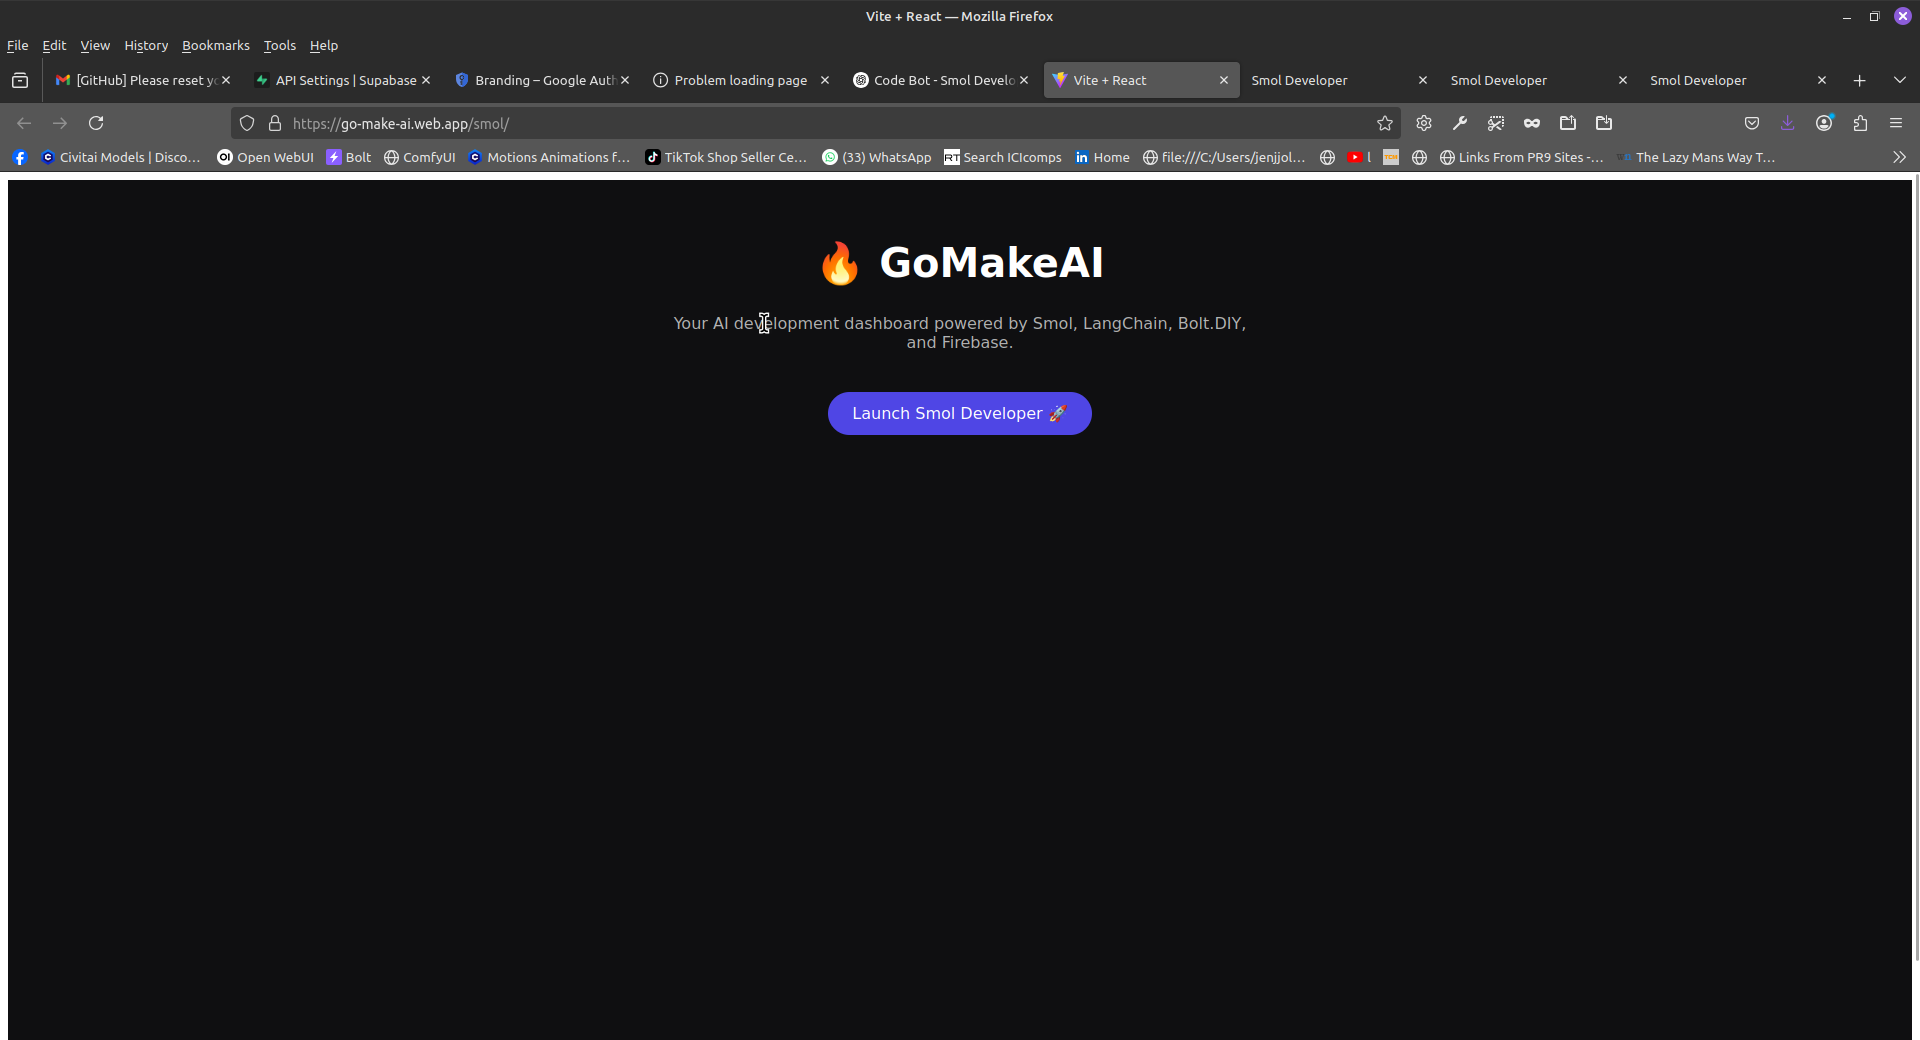 Vite + React — Mozilla Firefox
File Edit View History Bookmarks Tools Help
[GitHub] Please reset yo
API Settings | Supabase
Branding – Google Auth
Problem loading page
Code Bot - Smol Develo
Vite + React
Smol Developer
Smol Developer
Smol Developer
https://go-make-ai.web.app/smol/
Civitai Models | Disco…
OI Open WebUI
Bolt
ComfyUI
Motions Animations f…
TikTok Shop Seller Ce…
(33) WhatsApp
RT Search ICIcomps
in Home
file:///C:/Users/jenjjol…
l
Links From PR9 Sites -…
The Lazy Mans Way T…
GoMakeAI
Your AI development dashboard powered by Smol, LangChain, Bolt.DIY,
and Firebase.
Launch Smol Developer 🚀